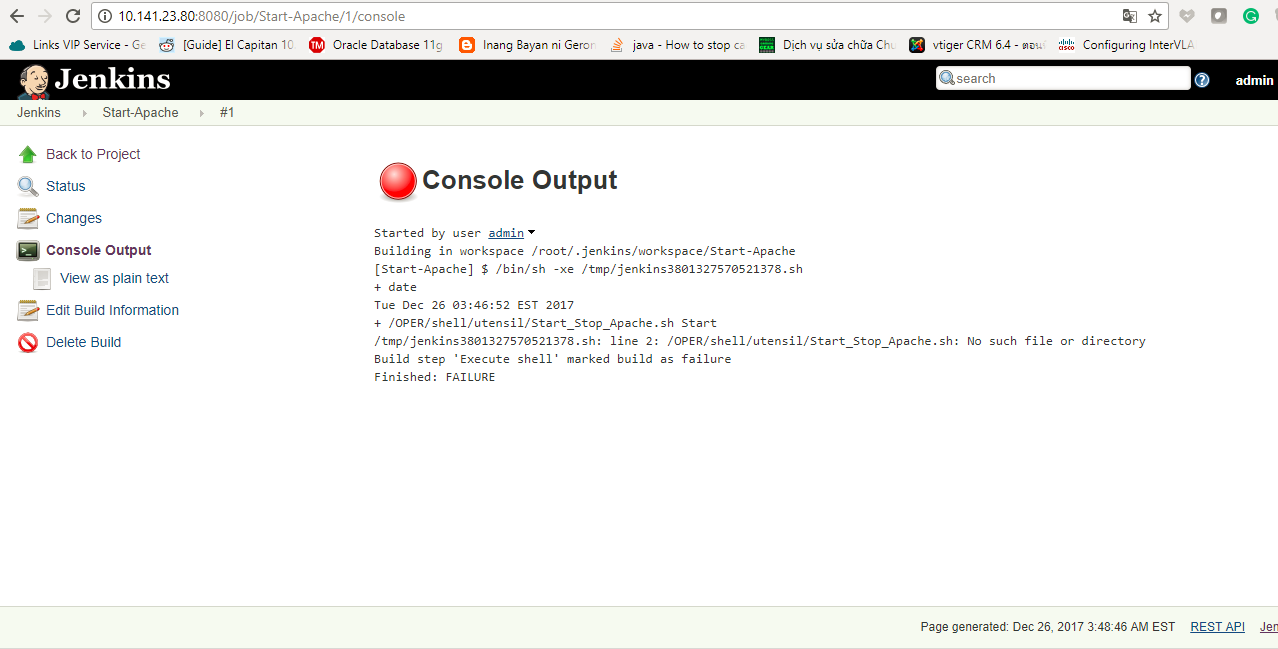 10.141.23.80:8080/job/Start-Apache/1/console
Links VIP Service - Ge [Guide] El Capitan 10 TM Oracle Database 11g Inang Bayan ni Geron java - How to stop ca Dịch vụ sửa chữa Chu vtiger CRM 6.4 - ตอนที่ cisco Configuring InterVLA
Jenkins search ? admin
Jenkins Start-Apache #1
Back to Project
Status
Changes
Console Output
View as plain text
Edit Build Information
Delete Build
Console Output
Started by user admin
Building in workspace /root/.jenkins/workspace/Start-Apache
[Start-Apache] $ /bin/sh -xe /tmp/jenkins3801327570521378.sh
+ date
Tue Dec 26 03:46:52 EST 2017
+ /OPER/shell/utensil/Start_Stop_Apache.sh Start
/tmp/jenkins3801327570521378.sh: line 2: /OPER/shell/utensil/Start_Stop_Apache.sh: No such file or directory
Build step 'Execute shell' marked build as failure
Finished: FAILURE
Page generated: Dec 26, 2017 3:48:46 AM EST REST API Jen